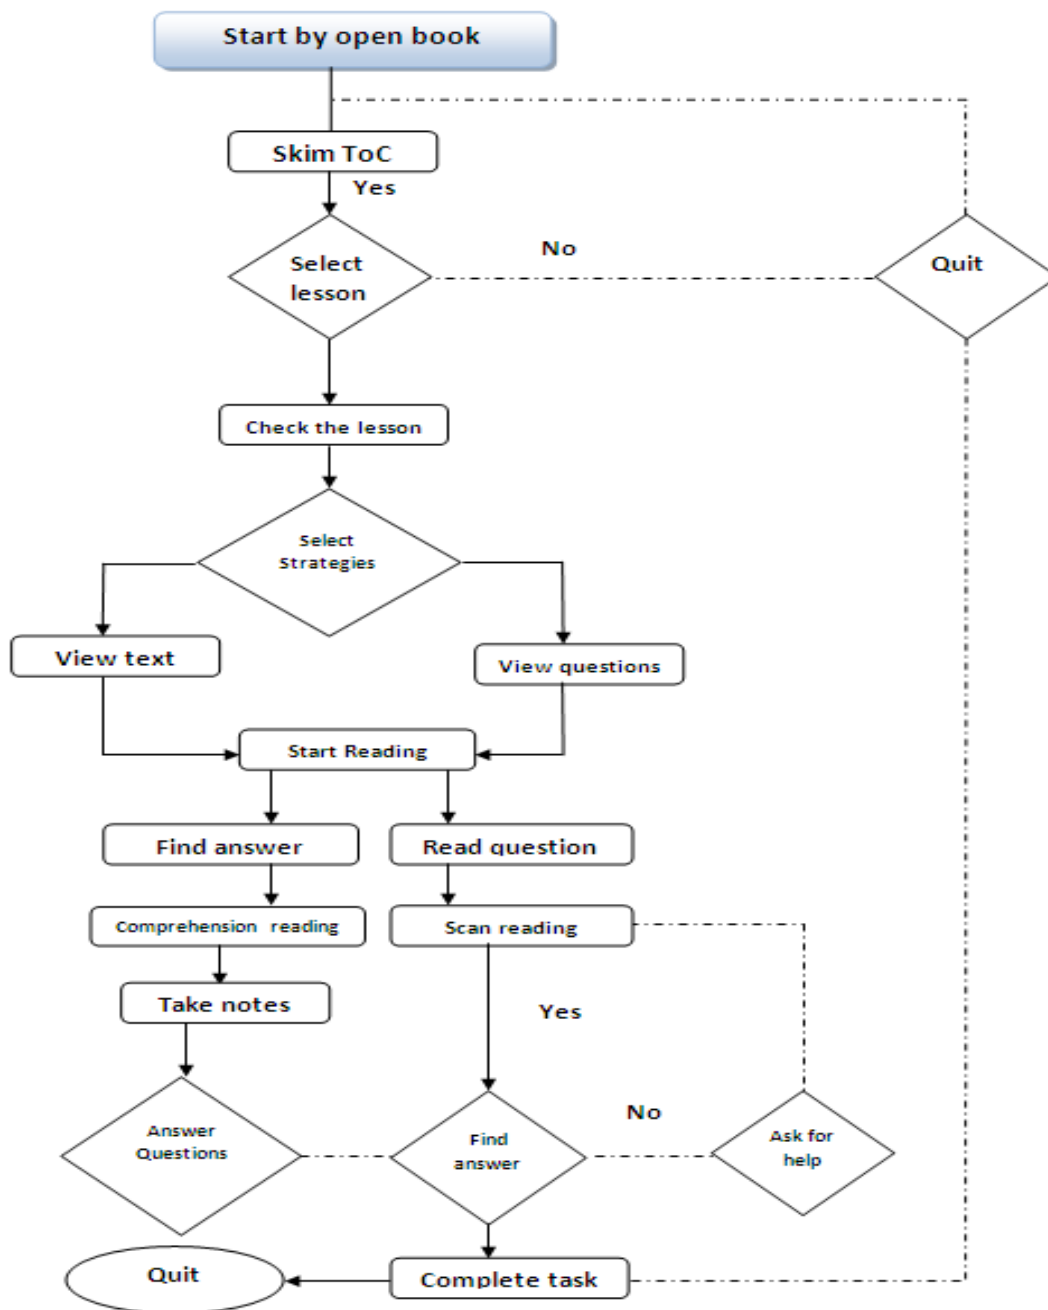 Start by open book
Skim ToC
Yes
Select
lesson
No
Quit
Check the lesson
Select
Strategies
View text
View questions
Start Reading
Find answer
Read question
Comprehension reading
Scan reading
Take notes
Yes
Answer
Questions
Find
answer
No
Ask for
help
Quit
Complete task